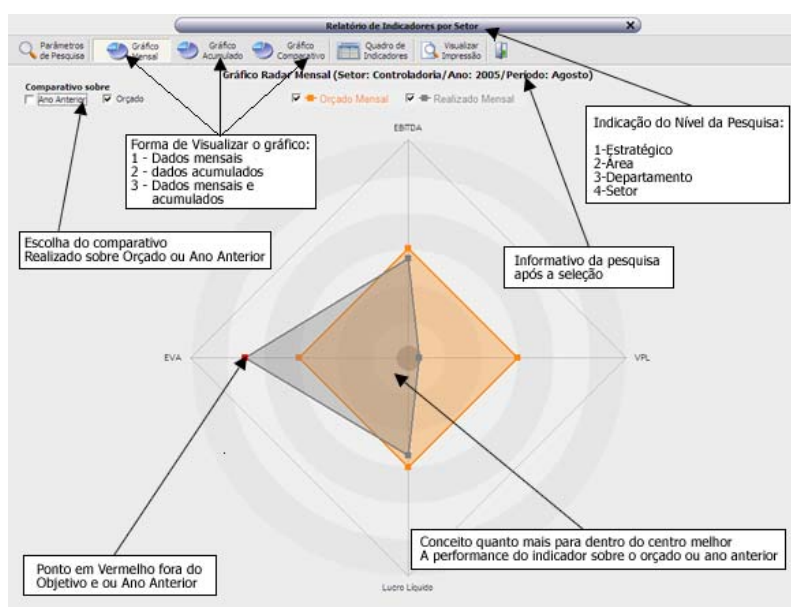 Relatório de Indicadores por Setor
Parâmetros de Pesquisa
Gráfico Mensal
Gráfico Acumulado
Gráfico Comparativo
Quadro de Indicadores
Visualizar Impressão
Gráfico Radar Mensal (Setor: Controladoria/Ano: 2005/Período: Agosto)
Comparativo sobre
Ano Anterior Orçado
Orçado Mensal Realizado Mensal
EBITDA
Forma de Visualizar o gráfico:
1 - Dados mensais
2 - dados acumulados
3 - Dados mensais e
acumulados
Indicação do Nível da Pesquisa:
1-Estratégico
2-Área
3-Departamento
4-Setor
Escolha do comparativo
Realizado sobre Orçado ou Ano Anterior
Informativo da pesquisa
após a seleção
EVA
VPL
Conceito quanto mais para dentro do centro melhor
A performance do indicador sobre o orçado ou ano anterior
Ponto em Vermelho fora do
Objetivo e ou Ano Anterior
Lucro Líquido